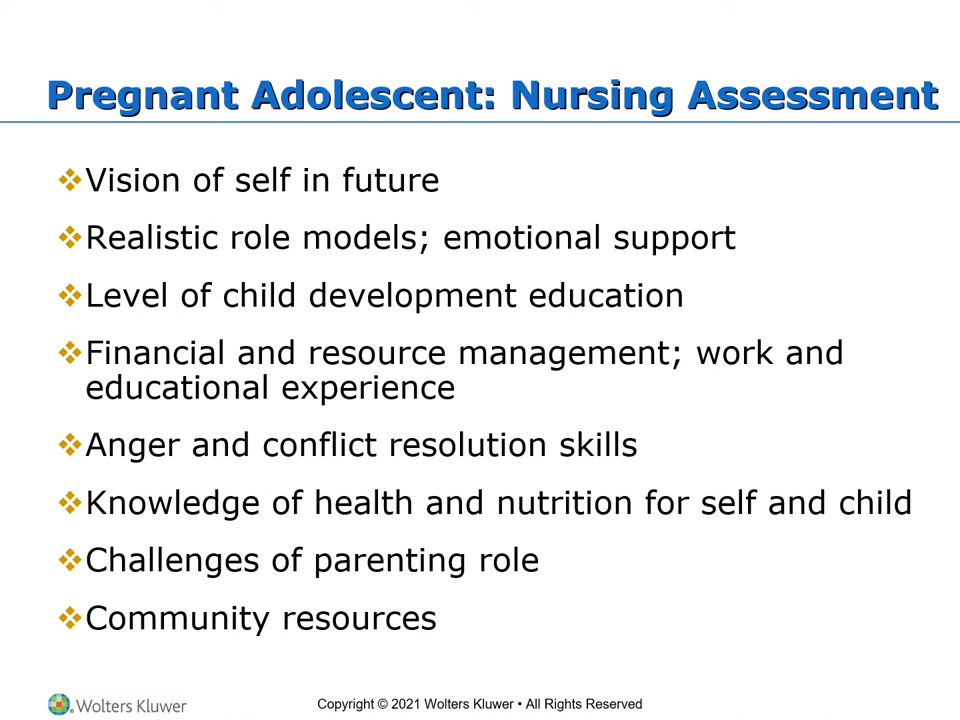 Pregnant Adolescent: Nursing Assessment
❖Vision of self in future
❖Realistic role models; emotional support
❖Level of child development education
❖Financial and resource management; work and
educational experience
❖Anger and conflict resolution skills
❖Knowledge of health and nutrition for self and child
❖Challenges of parenting role
❖Community resources
Wolters Kluwer
Copyright © 2021 Wolters Kluwer • All Rights Reserved